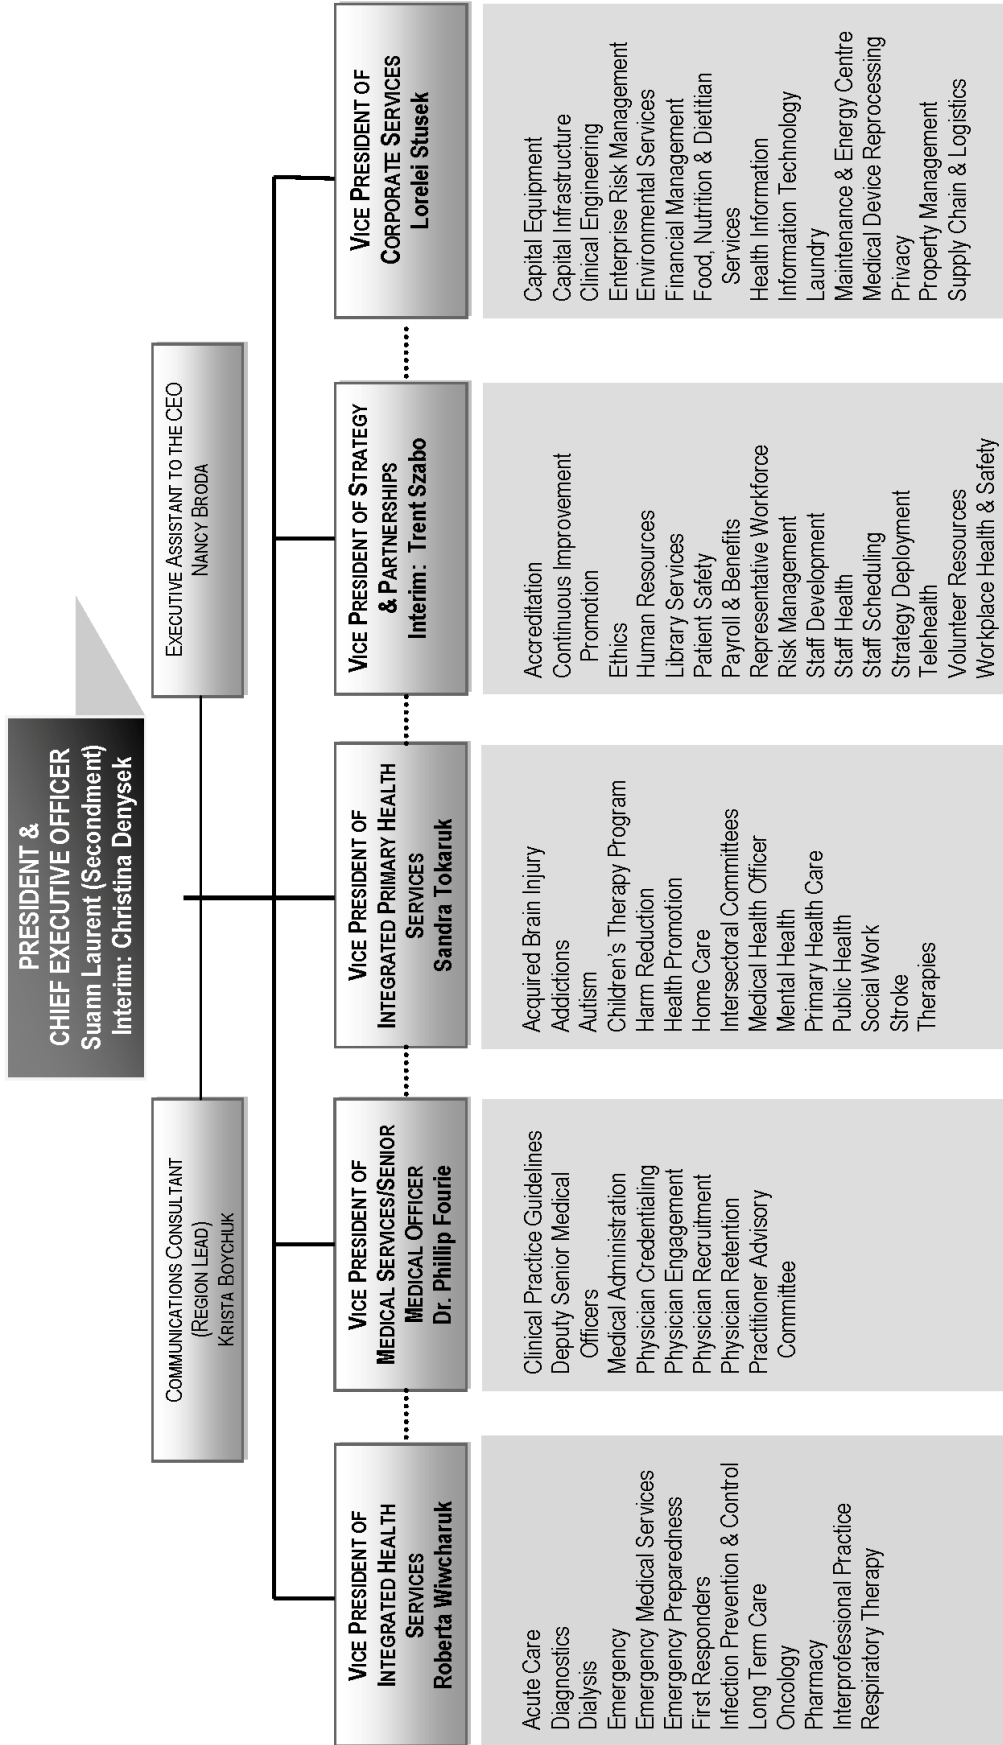 PRESIDENT &
CHIEF EXECUTIVE OFFICER
Suann Laurent (Secondment)
Interim: Christina Denysek
COMMUNICATIONS CONSULTANT
(REGION LEAD)
KRISTA BOYCHUK
EXECUTIVE ASSISTANT TO THE CEO
NANCY BRODA
VICE PRESIDENT OF
INTEGRATED HEALTH
SERVICES
Roberta Wiwcharuk
Acute Care
Diagnostics
Dialysis
Emergency
Emergency Medical Services
Emergency Preparedness
First Responders
Infection Prevention & Control
Long Term Care
Oncology
Pharmacy
Interprofessional Practice
Respiratory Therapy
VICE PRESIDENT OF
MEDICAL SERVICES/SENIOR
MEDICAL OFFICER
Dr. Phillip Fourie
Clinical Practice Guidelines
Deputy Senior Medical
Officers
Medical Administration
Physician Credentialing
Physician Engagement
Physician Recruitment
Physician Retention
Practitioner Advisory
Committee
VICE PRESIDENT OF
INTEGRATED PRIMARY HEALTH
SERVICES
Sandra Tokaruk
Acquired Brain Injury
Addictions
Autism
Children's Therapy Program
Harm Reduction
Health Promotion
Home Care
Intersectoral Committees
Medical Health Officer
Mental Health
Primary Health Care
Public Health
Social Work
Stroke
Therapies
VICE PRESIDENT OF STRATEGY
& PARTNERSHIPS
Interim: Trent Szabo
Accreditation
Continuous Improvement
Promotion
Ethics
Human Resources
Library Services
Patient Safety
Payroll & Benefits
Representative Workforce
Risk Management
Staff Development
Staff Health
Staff Scheduling
Strategy Deployment
Telehealth
Volunteer Resources
Workplace Health & Safety
VICE PRESIDENT OF
CORPORATE SERVICES
Lorelei Stusek
Capital Equipment
Capital Infrastructure
Clinical Engineering
Enterprise Risk Management
Environmental Services
Financial Management
Food, Nutrition & Dietitian
Services
Health Information
Information Technology
Laundry
Maintenance & Energy Centre
Medical Device Reprocessing
Privacy
Property Management
Supply Chain & Logistics